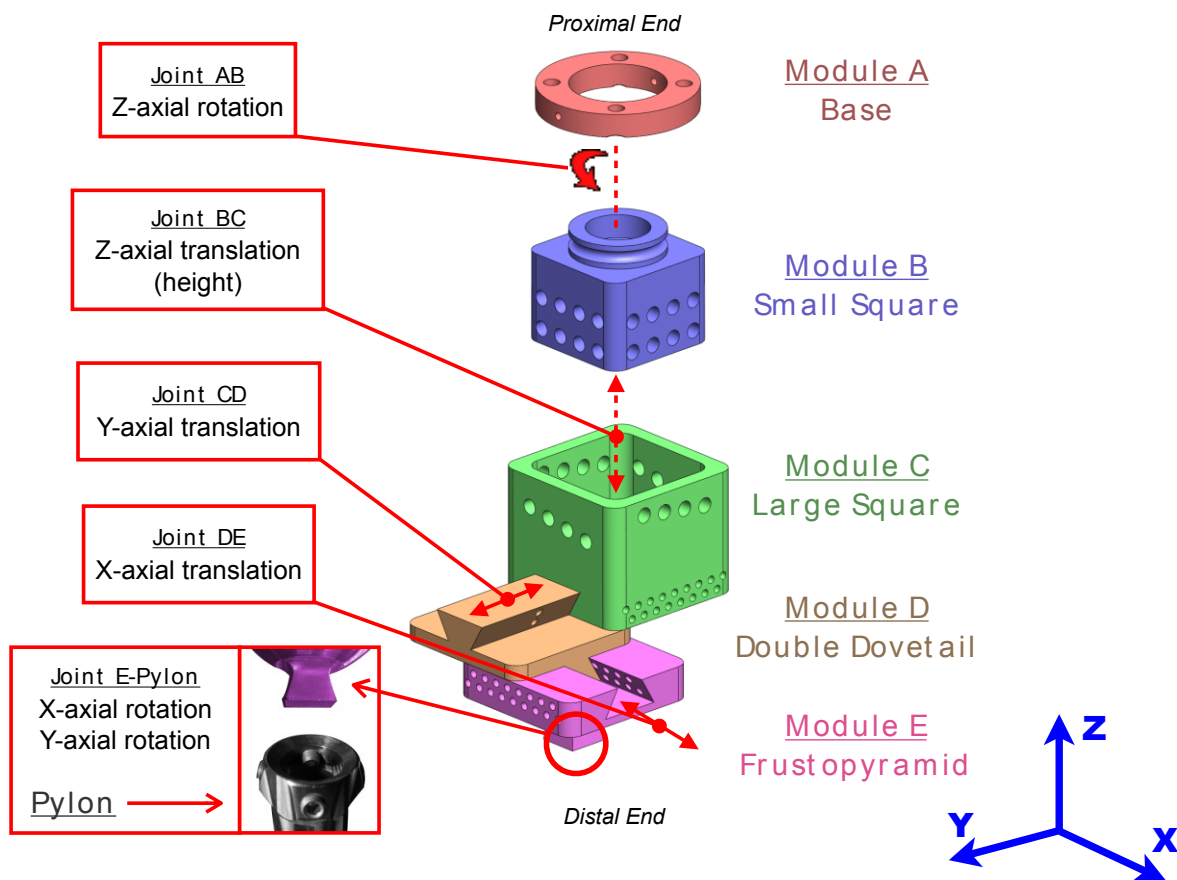 Proximal End
Joint AB
Z-axial rotation
Module A
Base
Joint BC
Z-axial translation
(height)
Module B
Small Square
Joint CD
Y-axial translation
Module C
Large Square
Joint DE
X-axial translation
Module D
Double Dovetail
Joint E-Pylon
X-axial rotation
Y-axial rotation
Pylon
Module E
Frustopyramid
Distal End
Z
Y
X